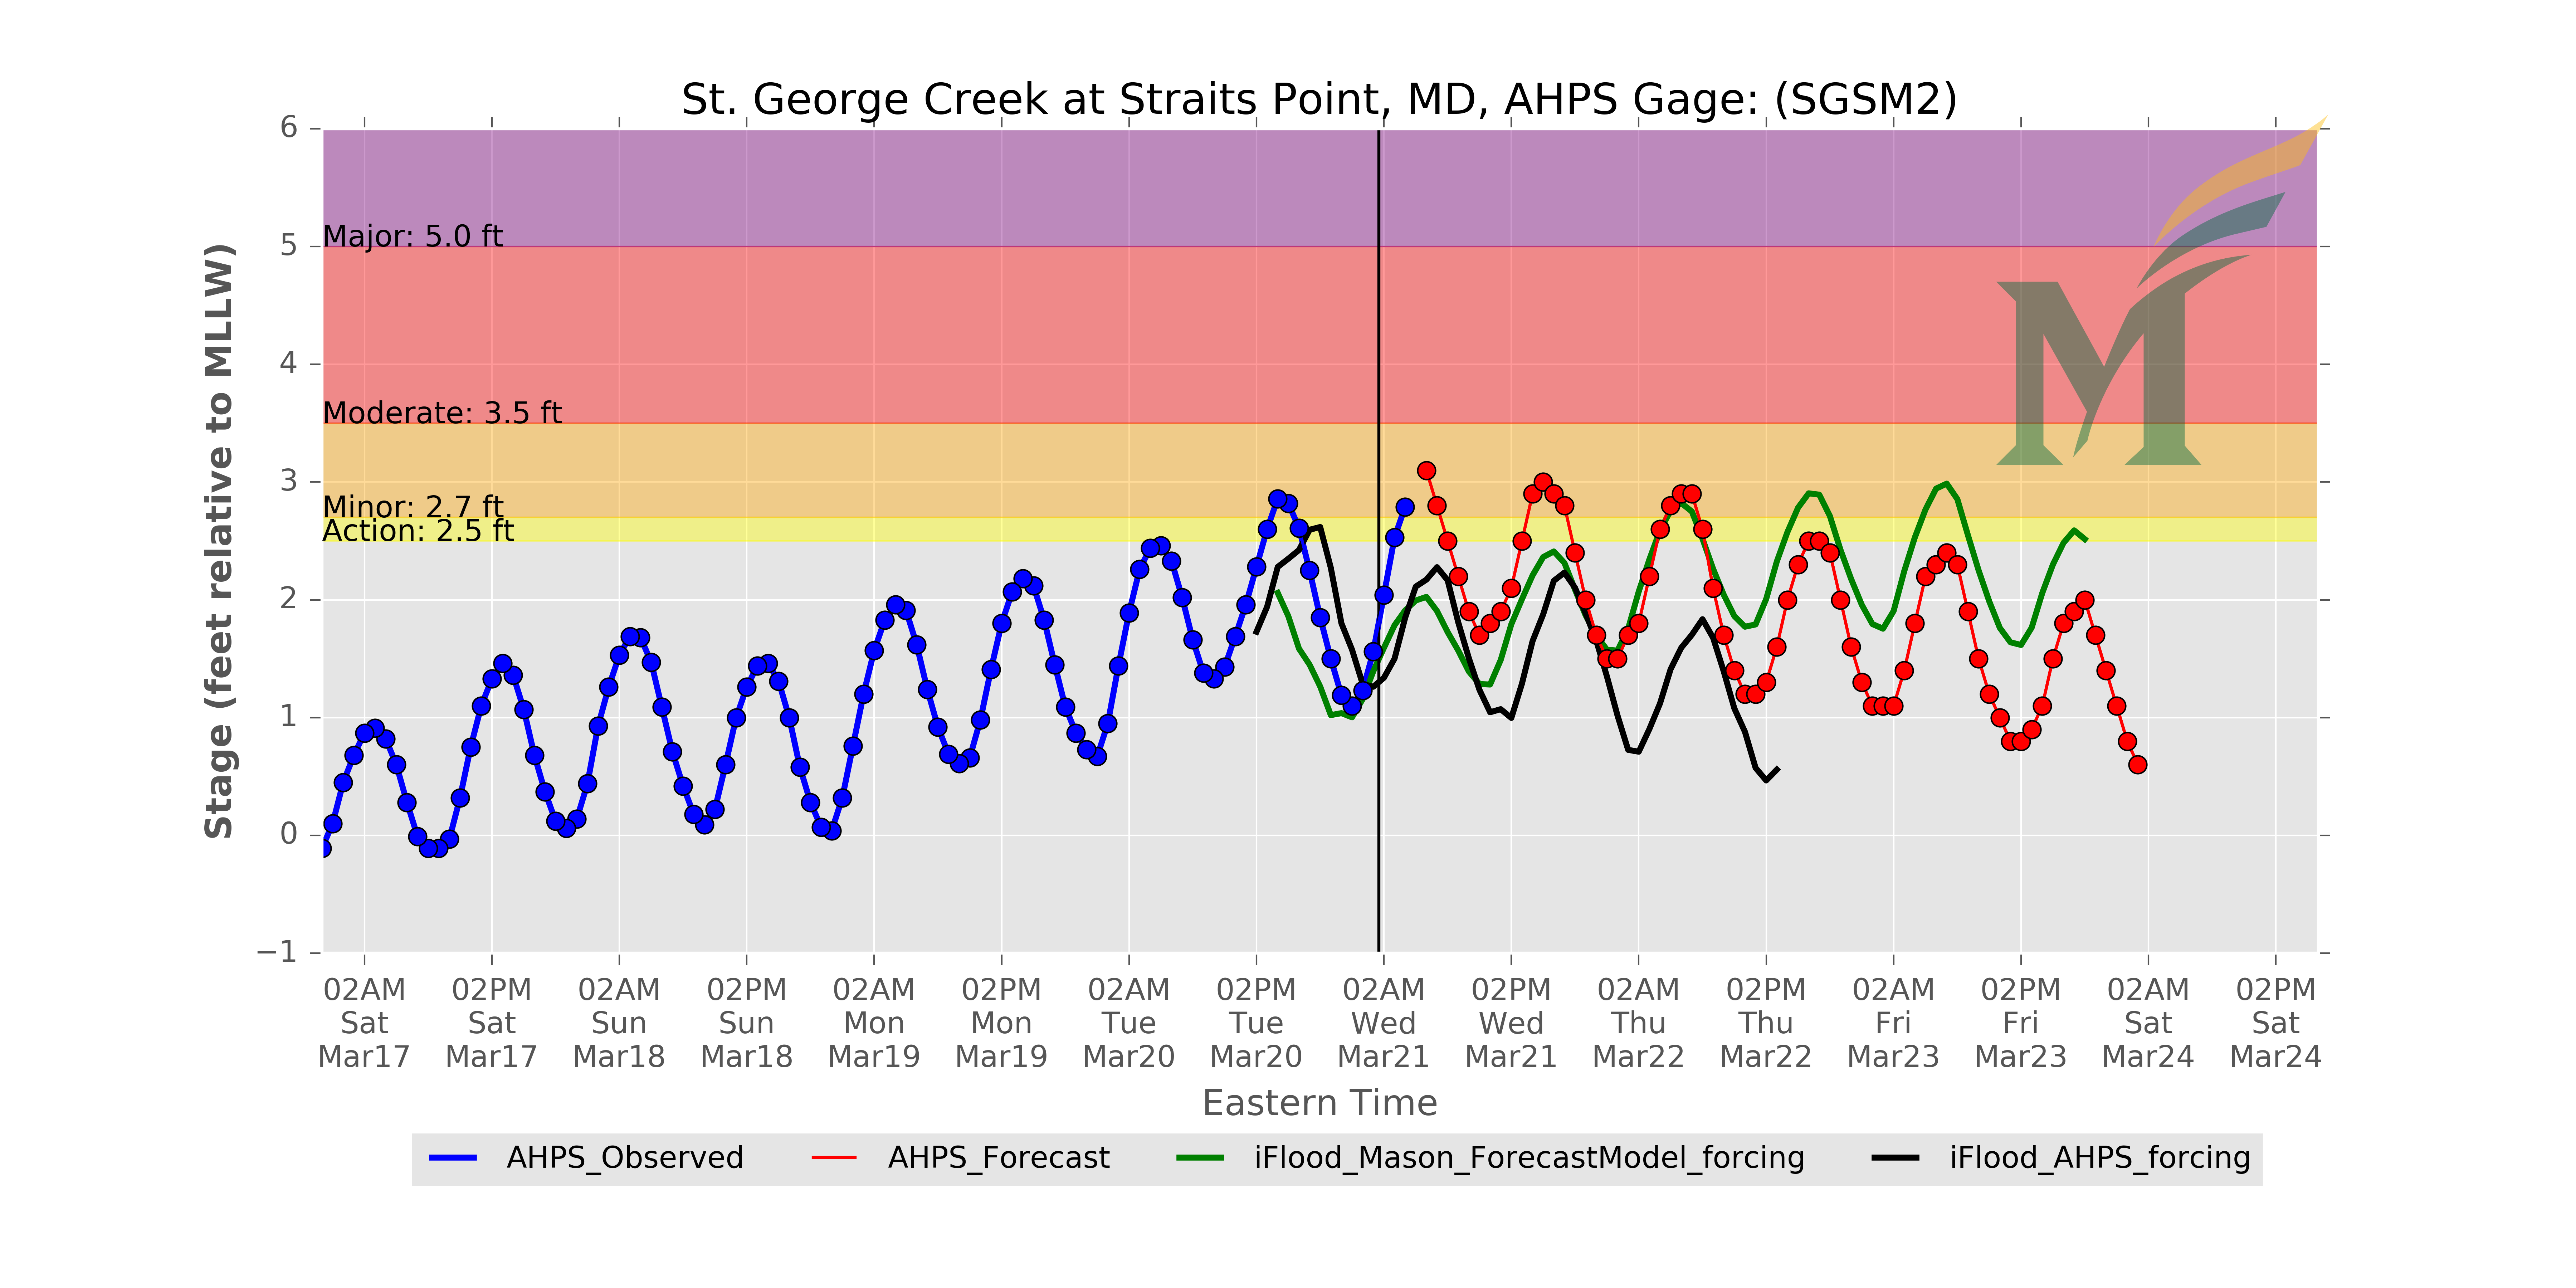 St. George Creek at Straits Point, MD, AHPS Gage: (SGSM2)
Stage (feet relative to MLLW)
6
5
4
3
2
1
0
−1
Major: 5.0 ft
Moderate: 3.5 ft
Minor: 2.7 ft
Action: 2.5 ft
M
02AM 02PM 02AM 02PM 02AM 02PM 02AM 02PM 02AM 02PM 02AM 02PM 02AM 02PM 02AM 02PM
Sat Sat Sun Sun Mon Mon Tue Tue Wed Wed Thu Thu Fri Fri Sat Sat
Mar17 Mar17 Mar18 Mar18 Mar19 Mar19 Mar20 Mar20 Mar21 Mar21 Mar22 Mar22 Mar23 Mar23 Mar24 Mar24
Eastern Time
AHPS_Observed AHPS_Forecast iFlood_Mason_ForecastModel_forcing iFlood_AHPS_forcing